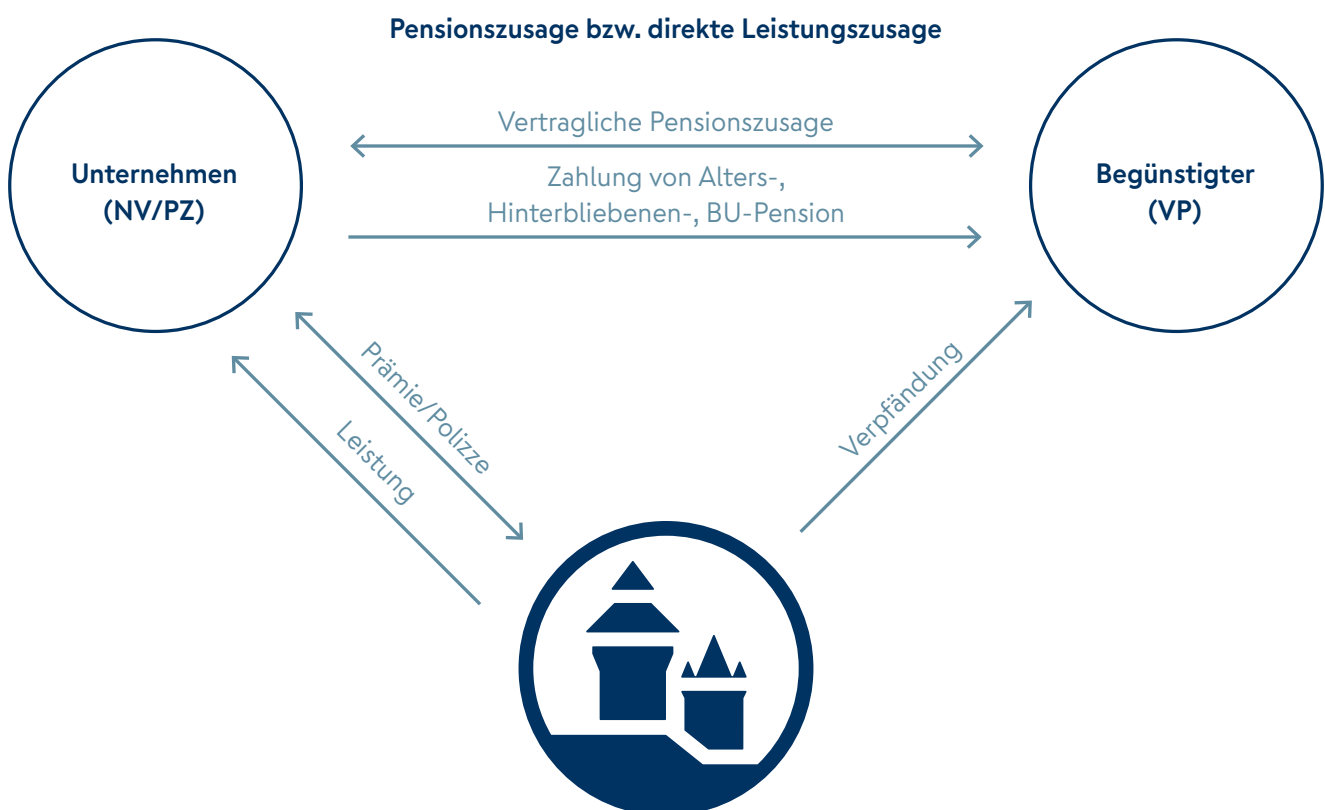 Pensionszusage bzw. direkte Leistungszusage
Vertragliche Pensionszusage
Unternehmen
(NV/PZ)
Zahlung von Alters-,
Hinterbliebenen-, BU-Pension
Begünstigter
(VP)
Prämie/Polizze
Leistung
Verpfändung